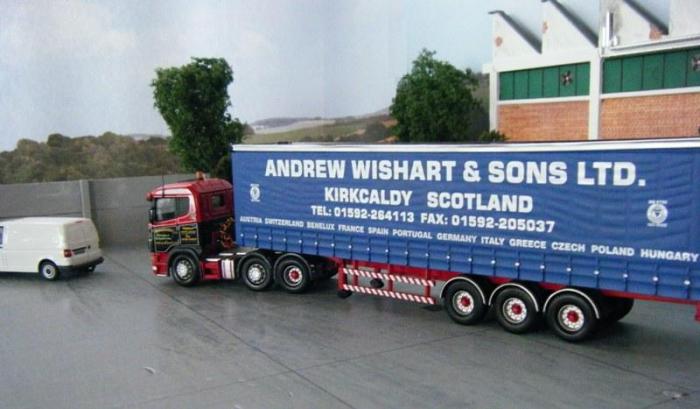 ANDREW WISHART & SONS LTD.
KIRKCALDY SCOTLAND
TEL: 01592-264113 FAX: 01592-205037
AUSTRIA SWITZERLAND BENELUX FRANCE SPAIN PORTUGAL GERMANY ITALY GREECE CZECH POLAND HUNGARY